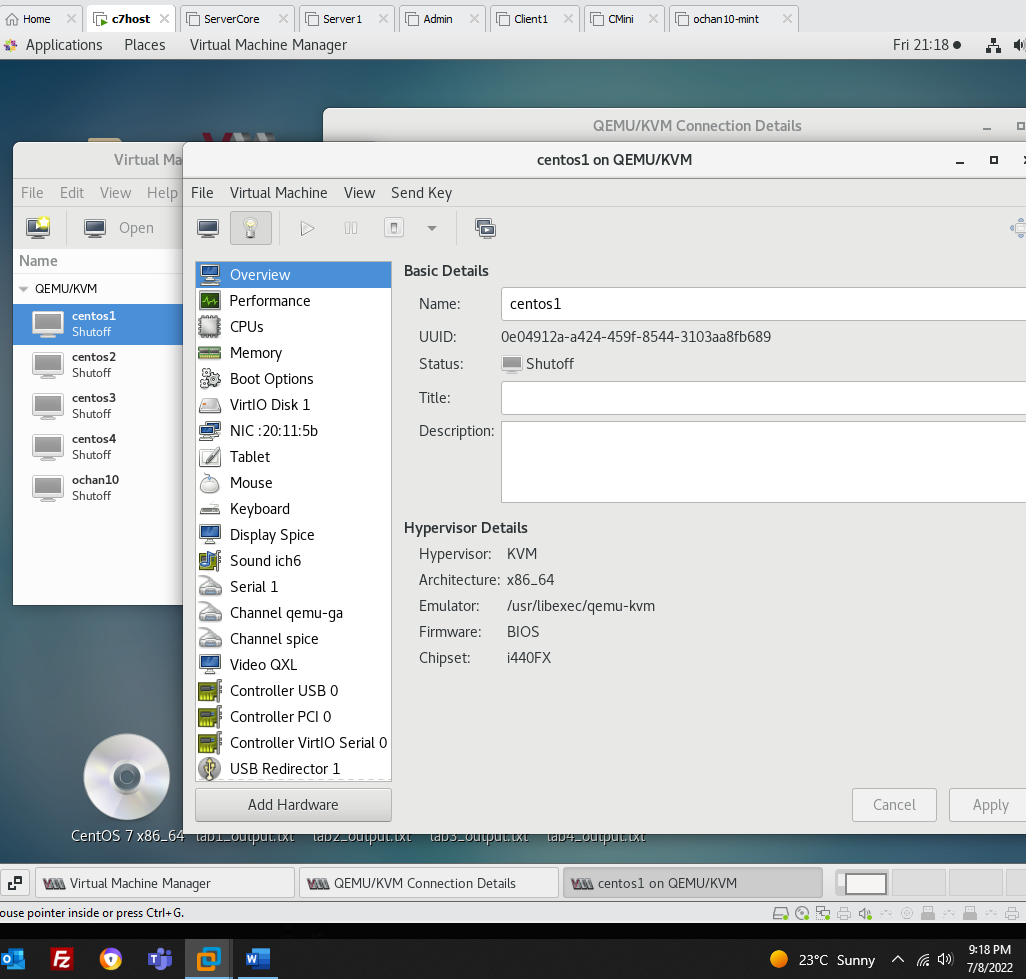 Home
c7host
ServerCore
Server1
Admin
Client1
CMini
ochan10-mint
Applications Places Virtual Machine Manager
Fri 21:18
QEMU/KVM Connection Details
Virtual Ma
centos1 on QEMU/KVM
File Edit View Help
File Virtual Machine View Send Key
Open
Name
QEMU/KVM
centos1
Shutoff
centos2
Shutoff
centos3
Shutoff
centos4
Shutoff
ochan10
Shutoff
Overview
Performance
CPUs
Memory
Boot Options
VirtIO Disk 1
NIC :20:11:5b
Tablet
Mouse
Keyboard
Display Spice
Sound ich6
Serial 1
Channel qemu-ga
Channel spice
Video QXL
Controller USB 0
Controller PCI 0
Controller VirtIO Serial 0
USB Redirector 1
Add Hardware
Basic Details
Name: centos1
UUID: 0e04912a-a424-459f-8544-3103aa8fb689
Status: Shutoff
Title:
Description:
Hypervisor Details
Hypervisor: KVM
Architecture: x86_64
Emulator: /usr/libexec/qemu-kvm
Firmware: BIOS
Chipset: i440FX
Cancel Apply
CentOS 7 x86_64 lab1_output.txt lab2_output.txt lab3_output.txt lab4_output.txt
Virtual Machine Manager
QEMU/KVM Connection Details
centos1 on QEMU/KVM
ouse pointer inside or press Ctrl+G.
23°C Sunny
9:18 PM
7/8/2022